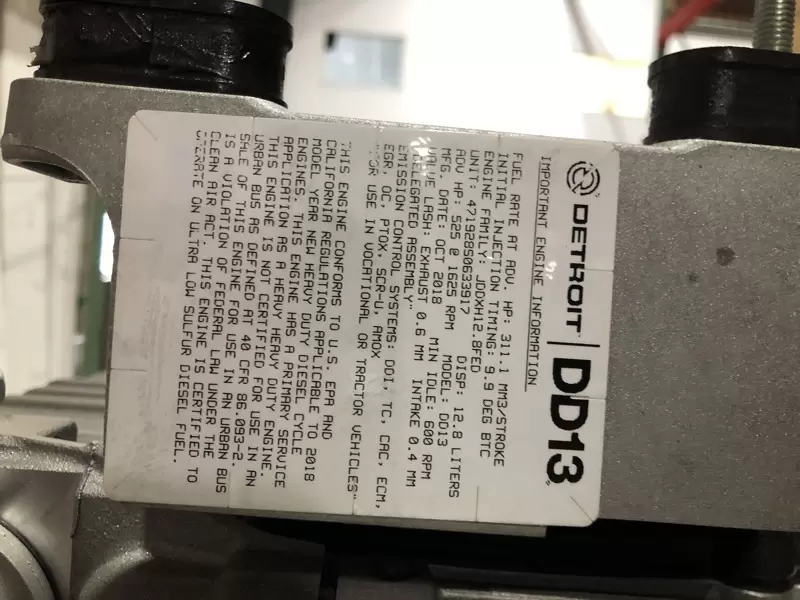 DETROIT DD13
IMPORTANT ENGINE INFORMATION
FUEL RATE AT ADV. HP: 311.1 MM3/STROKE
INITIAL INJECTION TIMING: 9.9 DEG BTC
ENGINE FAMILY: JDDXH12.8FED
UNIT: 471928S0633917 DISP: 12.8 LITERS
ADV HP: 525 @ 1625 RPM MODEL: DD13
MFG. DATE: OCT 2018 MIN IDLE: 600 RPM
VALVE LASH: EXHAUST 0.6 MM INTAKE 0.4 MM
"DELEGATED ASSEMBLY"
EMISSION CONTROL SYSTEMS: DDI, TC, CAC, ECM,
EGR, OC, PTOX, SCR-U, AMOX
"FOR USE IN VOCATIONAL OR TRACTOR VEHICLES"
THIS ENGINE CONFORMS TO U.S. EPA AND
CALIFORNIA REGULATIONS APPLICABLE TO 2018
MODEL YEAR NEW HEAVY DUTY DIESEL CYCLE
ENGINES. THIS ENGINE HAS A PRIMARY SERVICE
APPLICATION AS A HEAVY HEAVY DUTY ENGINE.
THIS ENGINE IS NOT CERTIFIED FOR USE IN AN
URBAN BUS AS DEFINED AT 40 CFR 86.093-2.
SALE OF THIS ENGINE FOR USE IN AN URBAN BUS
IS A VIOLATION OF FEDERAL LAW UNDER THE
CLEAN AIR ACT. THIS ENGINE IS CERTIFIED TO
OPERATE ON ULTRA LOW SULFUR DIESEL FUEL.